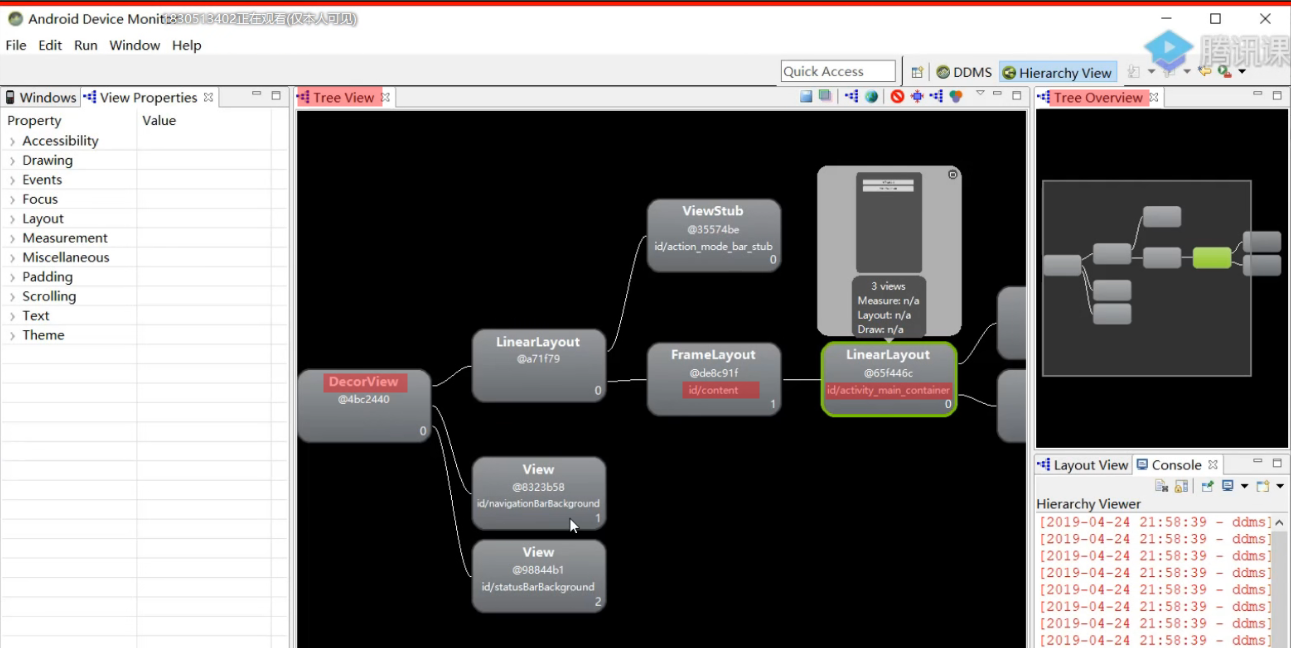 Android Device Monitor
1330513402正在观看(仅本人可见)
File Edit Run Window Help
腾讯课
Quick Access
DDMS
Hierarchy View
Windows
View Properties
Tree View
Tree Overview
Property Value
Accessibility
Drawing
Events
Focus
Layout
Measurement
Miscellaneous
Padding
Scrolling
Text
Theme
ViewStub
@35574be
id/action_mode_bar_stub
0
3 views
Measure: n/a
Layout: n/a
Draw: n/a
LinearLayout
@a71f79
0
FrameLayout
@de8c91f
id/content
1
LinearLayout
@65f446c
id/activity_main_container
0
DecorView
@4bc2440
0
View
@8323b58
id/navigationBarBackground
1
View
@98844b1
id/statusBarBackground
2
Layout View
Console
Hierarchy Viewer
[2019-04-24 21:58:39 - ddms]
[2019-04-24 21:58:39 - ddms]
[2019-04-24 21:58:39 - ddms]
[2019-04-24 21:58:39 - ddms]
[2019-04-24 21:58:39 - ddms]
[2019-04-24 21:58:39 - ddms]
[2019-04-24 21:58:39 - ddms]
[2019-04-24 21:58:39 - ddms]